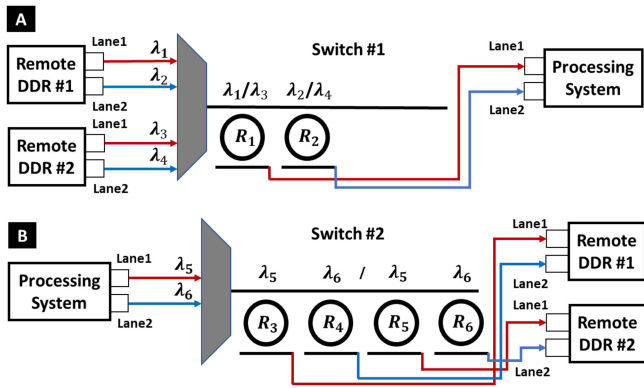 A
Switch #1
Remote
DDR #1
Lane1
λ1
λ2
Lane2
Remote
DDR #2
Lane1
λ3
λ4
Lane2
λ1/λ3
λ2/λ4
R1
R2
Lane1
Lane2
Processing
System
B
Switch #2
Processing
System
Lane1
λ5
λ6
Lane2
λ5
λ6 / λ5
λ6
R3
R4
R5
R6
Lane1
Lane2
Remote
DDR #1
Lane1
Lane2
Remote
DDR #2